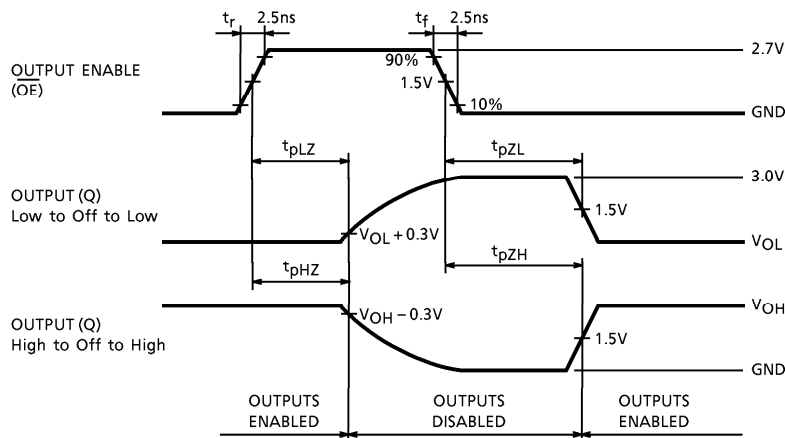 tr 2.5ns tf 2.5ns
OUTPUT ENABLE
(OE)
90%
1.5V
10%
2.7V
GND
tpLZ tpZL
OUTPUT (Q)
Low to Off to Low
3.0V
1.5V
VOL + 0.3V
VOL
tpHZ tpZH
OUTPUT (Q)
High to Off to High
VOH − 0.3V
VOH
1.5V
GND
OUTPUTS ENABLED
OUTPUTS DISABLED
OUTPUTS ENABLED